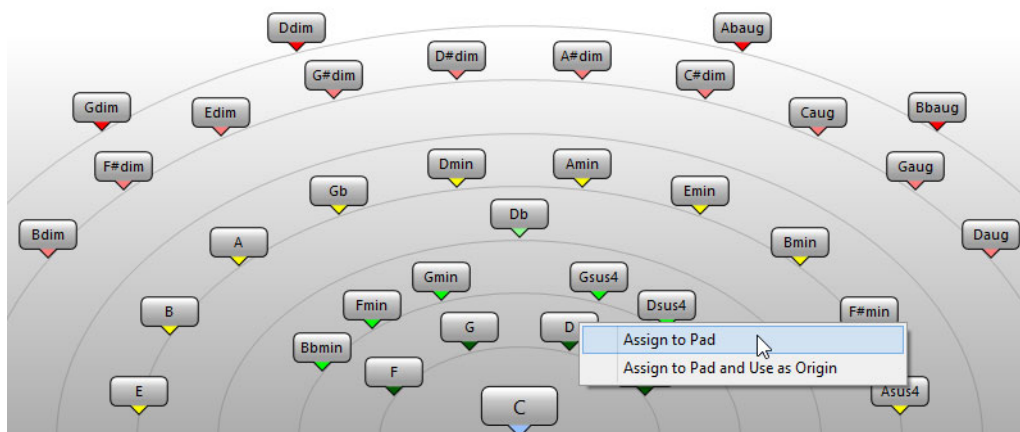 Ddim
Abaug
D#dim
A#dim
G#dim
C#dim
Gdim
Edim
Caug
Bbaug
F#dim
Dmin
Amin
Gaug
Gb
Emin
Db
Bdim
A
Bmin
Daug
Gmin
Gsus4
Fmin
Dsus4
B
F#min
G
D
Assign to Pad
Bbmin
F
Assign to Pad and Use as Origin
E
C
Asus4